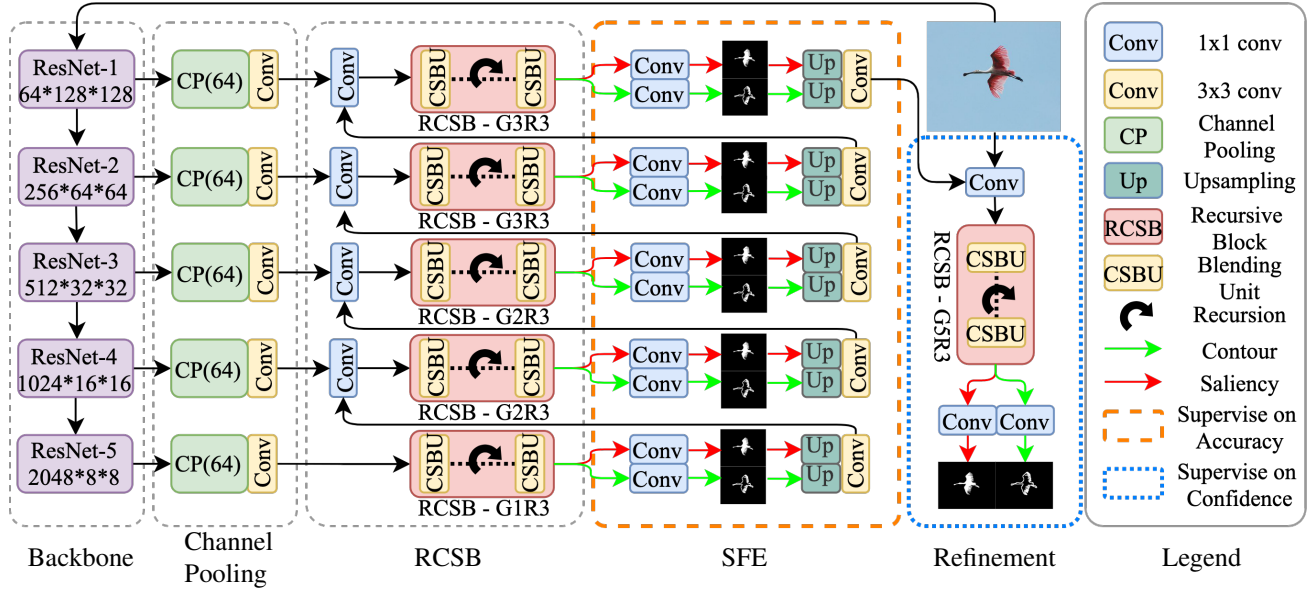 ResNet-1
64*128*128
CP(64)
Conv
Conv
CSBU
CSBU
RCSB - G3R3
Conv
Conv
Up
Up
Conv
ResNet-2
256*64*64
CP(64)
Conv
Conv
CSBU
CSBU
RCSB - G3R3
Conv
Conv
Up
Up
Conv
ResNet-3
512*32*32
CP(64)
Conv
Conv
CSBU
CSBU
RCSB - G2R3
Conv
Conv
Up
Up
Conv
ResNet-4
1024*16*16
CP(64)
Conv
Conv
CSBU
CSBU
RCSB - G2R3
Conv
Conv
Up
Up
Conv
ResNet-5
2048*8*8
CP(64)
Conv
CSBU
CSBU
RCSB - G1R3
Conv
Conv
Up
Up
Conv
Conv
RCSB - G5R3
CSBU
CSBU
Conv
Conv
Legend
Conv
1x1 conv
Conv
3x3 conv
CP
Channel
Pooling
Up
Upsampling
RCSB
Recursive
Block
CSBU
Blending
Unit
Recursion
Contour
Saliency
Supervise on
Accuracy
Supervise on
Confidence
Backbone
Channel
Pooling
RCSB
SFE
Refinement
Legend